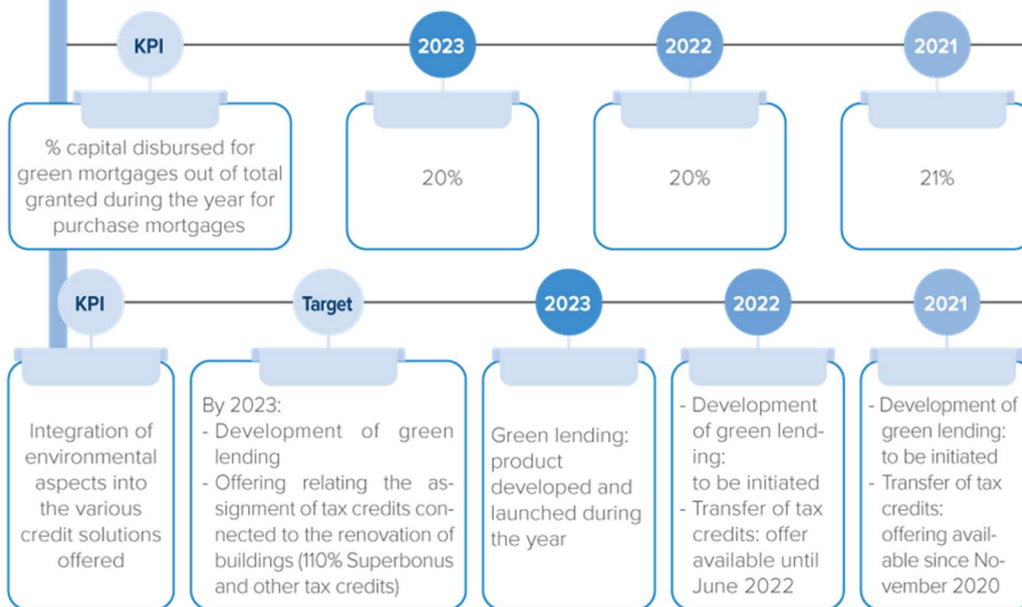 KPI
2023
2022
2021
% capital disbursed for
green mortgages out of total
granted during the year for
purchase mortgages
20%
20%
21%
KPI
Target
2023
2022
2021
Integration of
environmental
aspects into
the various
credit solutions
offered
By 2023:
- Development of green
lending
- Offering relating the as-
signment of tax credits con-
nected to the renovation of
buildings (110% Superbonus
and other tax credits)
Green lending:
product
developed and
launched during
the year
- Development
of green lend-
ing:
to be initiated
- Transfer of tax
credits: offer
available until
June 2022
- Development of
green lending:
to be initiated
- Transfer of tax
credits:
offering avail-
able since No-
vember 2020